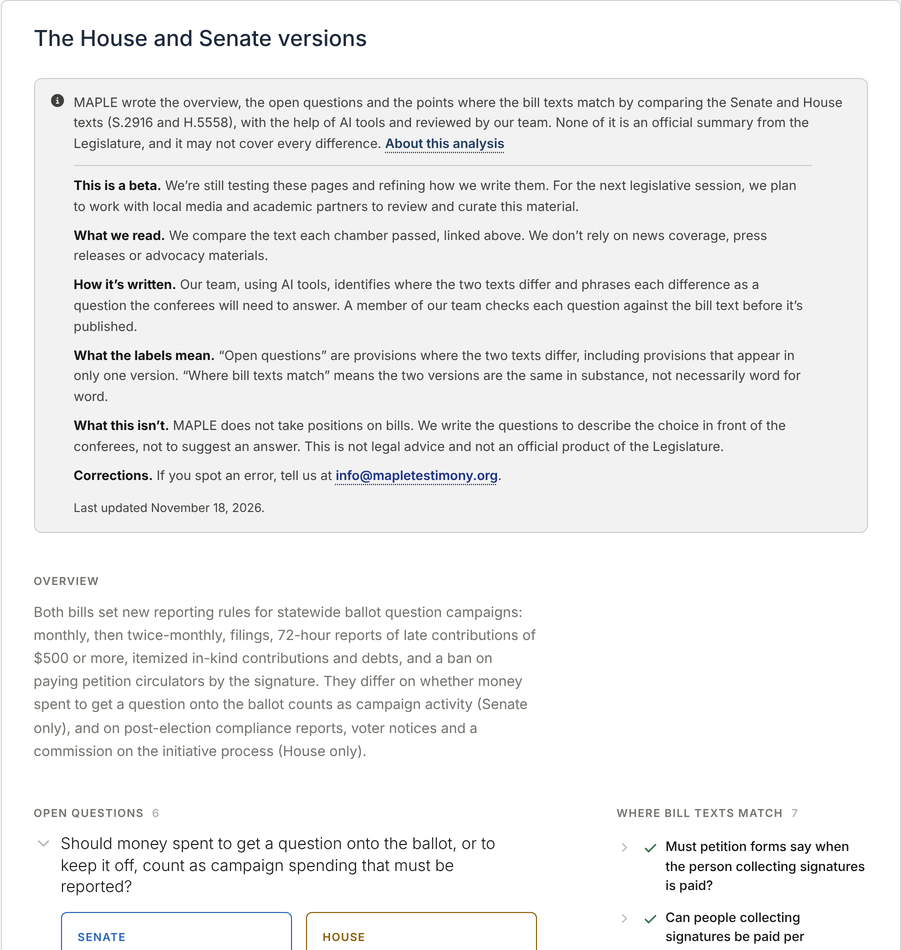 The House and Senate versions
MAPLE wrote the overview, the open questions and the points where the bill texts match by comparing the Senate and House
texts (S.2916 and H.5558), with the help of AI tools and reviewed by our team. None of it is an official summary from the
Legislature, and it may not cover every difference. About this analysis
This is a beta. We’re still testing these pages and refining how we write them. For the next legislative session, we plan
to work with local media and academic partners to review and curate this material.
What we read. We compare the text each chamber passed, linked above. We don’t rely on news coverage, press
releases or advocacy materials.
How it’s written. Our team, using AI tools, identifies where the two texts differ and phrases each difference as a
question the conferees will need to answer. A member of our team checks each question against the bill text before it’s
published.
What the labels mean. “Open questions” are provisions where the two texts differ, including provisions that appear in
only one version. “Where bill texts match” means the two versions are the same in substance, not necessarily word for
word.
What this isn’t. MAPLE does not take positions on bills. We write the questions to describe the choice in front of the
conferees, not to suggest an answer. This is not legal advice and not an official product of the Legislature.
Corrections. If you spot an error, tell us at info@mapletestimony.org.
Last updated November 18, 2026.
OVERVIEW
Both bills set new reporting rules for statewide ballot question campaigns:
monthly, then twice-monthly, filings, 72-hour reports of late contributions of
$500 or more, itemized in-kind contributions and debts, and a ban on
paying petition circulators by the signature. They differ on whether money
spent to get a question onto the ballot counts as campaign activity (Senate
only), and on post-election compliance reports, voter notices and a
commission on the initiative process (House only).
OPEN QUESTIONS 6
Should money spent to get a question onto the ballot, or to
keep it off, count as campaign spending that must be
reported?
SENATE
HOUSE
WHERE BILL TEXTS MATCH 7
Must petition forms say when
the person collecting signatures
is paid?
Can people collecting
signatures be paid per